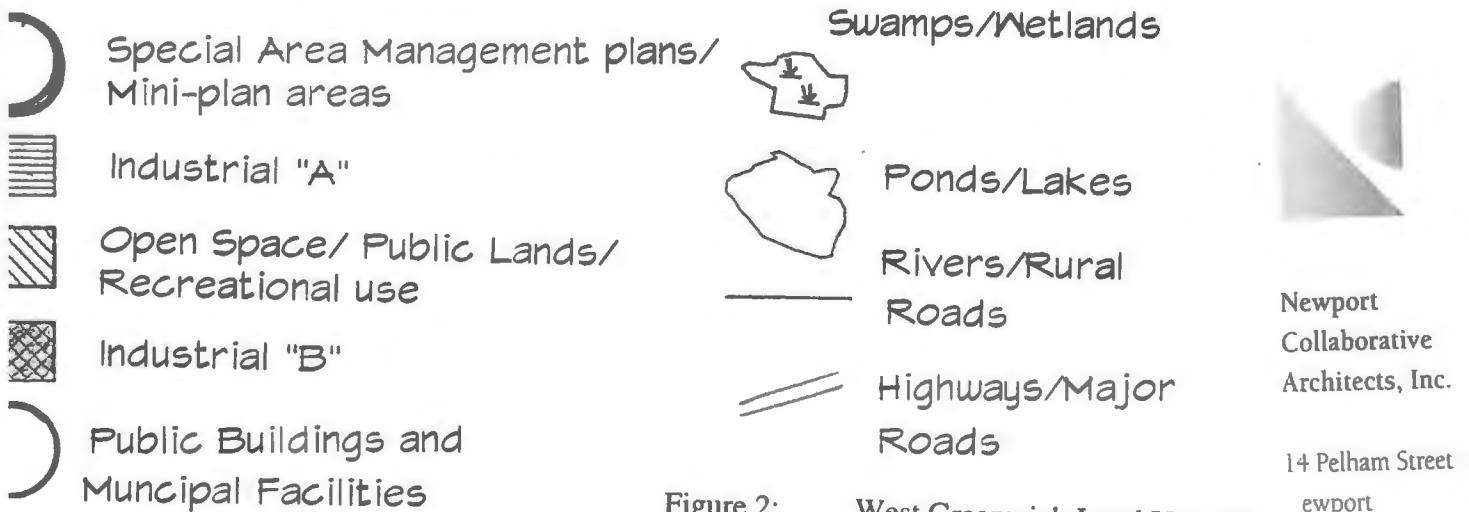 Special Area Management plans/
Mini-plan areas
Industrial "A"
Open Space/ Public Lands/
Recreational use
Industrial "B"
Public Buildings and
Muncipal Facilities
Swamps/Wetlands
Ponds/Lakes
Rivers/Rural
Roads
Highways/Major
Roads
Figure 2: West
Newport
Collaborative
Architects, Inc.
14 Pelham Street
ewport